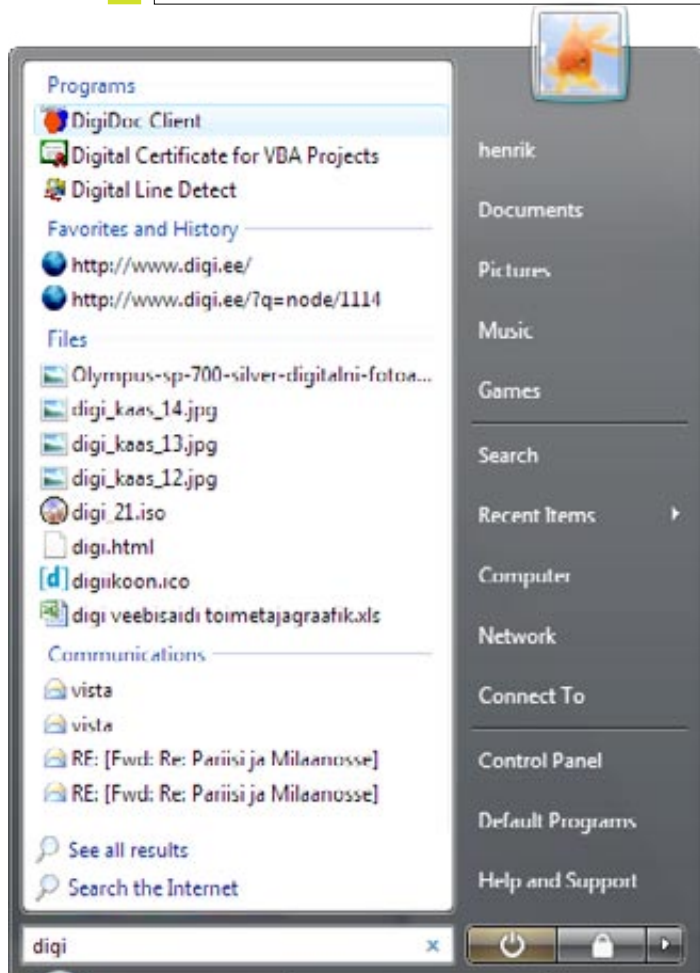 Programs
DigiDoc Client
Digital Certificate for VBA Projects
Digital Line Detect
Favorites and History
http://www.digi.ee/
http://www.digi.ee/?q=node/1114
Files
Olympus-sp-700-silver-digitalni-fotoa...
digi_kaas_14.jpg
digi_kaas_13.jpg
digi_kaas_12.jpg
digi_21.iso
digi.html
[d] digiikoon.ico
digi veebisaidi toimetajagraafik.xls
Communications
vista
vista
RE: [Fwd: Re: Pariisi ja Milaanosse]
RE: [Fwd: Re: Pariisi ja Milaanosse]
See all results
Search the Internet
digi
henrik
Documents
Pictures
Music
Games
Search
Recent Items
Computer
Network
Connect To
Control Panel
Default Programs
Help and Support